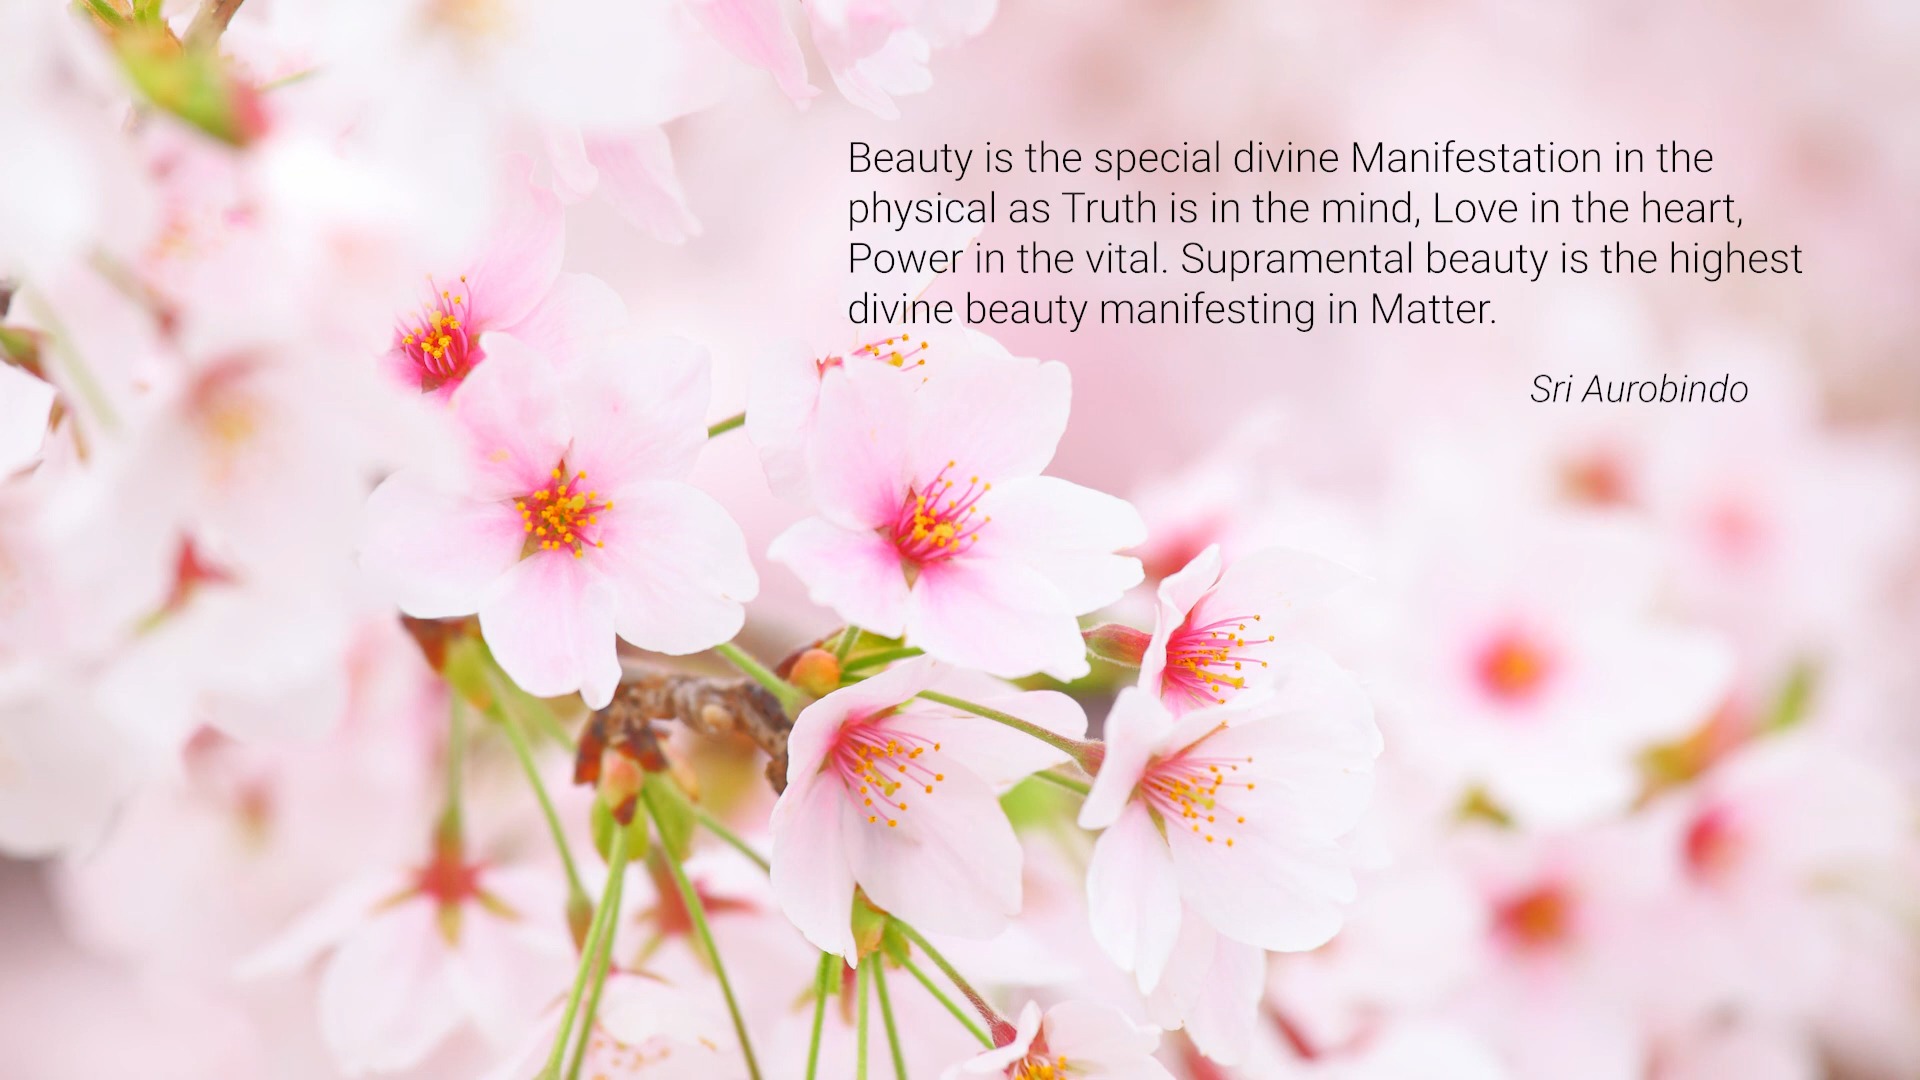 Beauty is the special divine Manifestation in the
physical as Truth is in the mind, Love in the heart,
Power in the vital. Supramental beauty is the highest
divine beauty manifesting in Matter.
Sri Aurobindo